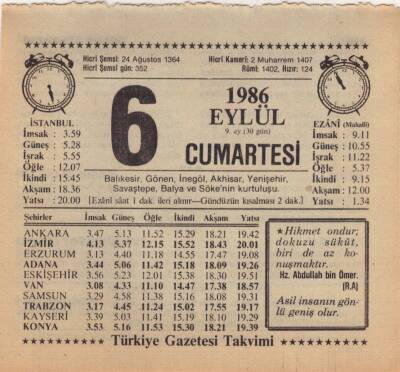 Hicrî Şemsî: 24 Ağustos 1364
Hicrî Şemsî gün: 352
Hicrî Kamerî: 2 Muharrem 1407
Rûmî: 1402, Hızır: 124
İSTANBUL
İmsak : 3.59
Güneş : 5.28
İşrak : 5.55
Öğle : 12.07
İkindi : 15.45
Akşam : 18.36
Yatsı : 20.00
6
1986
EYLÜL
9. ay (30 gün)
CUMARTESİ
EZÂNİ (Mahalli)
İmsak : 9.11
Güneş : 10.55
İşrak : 11.22
Öğle : 5.32
İkindi : 9.15
Akşam : 12.00
Yatsı : 1.34
Balıkesir, Gönen, İnegöl, Akhisar, Yenişehir,
Savaştepe, Balya ve Söke'nin kurtuluşu.
[Ezânî sâat 1 dak. ileri alınır—Gündüzün kısalması 2 dak.]
Şehirler İmsak Güneş Öğle İkindi Akşam Yatsı
ANKARA 3.47 5.13 11.52 15.29 18.21 19.42
İZMİR 4.13 5.37 12.15 15.52 18.43 20.01
ERZURUM 3.13 4.40 11.18 14.55 17.47 19.08
ADANA 3.44 5.06 11.42 15.18 18.09 19.26
ESKİŞEHİR 3.56 5.23 12.01 15.38 18.30 19.51
VAN 3.08 4.33 11.10 14.47 17.38 18.57
SAMSUN 3.29 4.58 11.38 15.16 18.08 19.31
TRABZON 3.17 4.45 11.24 15.02 17.55 19.17
KAYSERİ 3.39 5.03 11.41 15.19 18.10 19.29
KONYA 3.53 5.16 11.53 15.30 18.21 19.39
★Hikmet ondur;
dokuzu sükût,
biri de az ko-
nuşmaktır.
Hz. Abdullah bin Ömer.
(R.A)
Asil insanın gön-
lü geniş olur.
Türkiye Gazetesi Takvimi